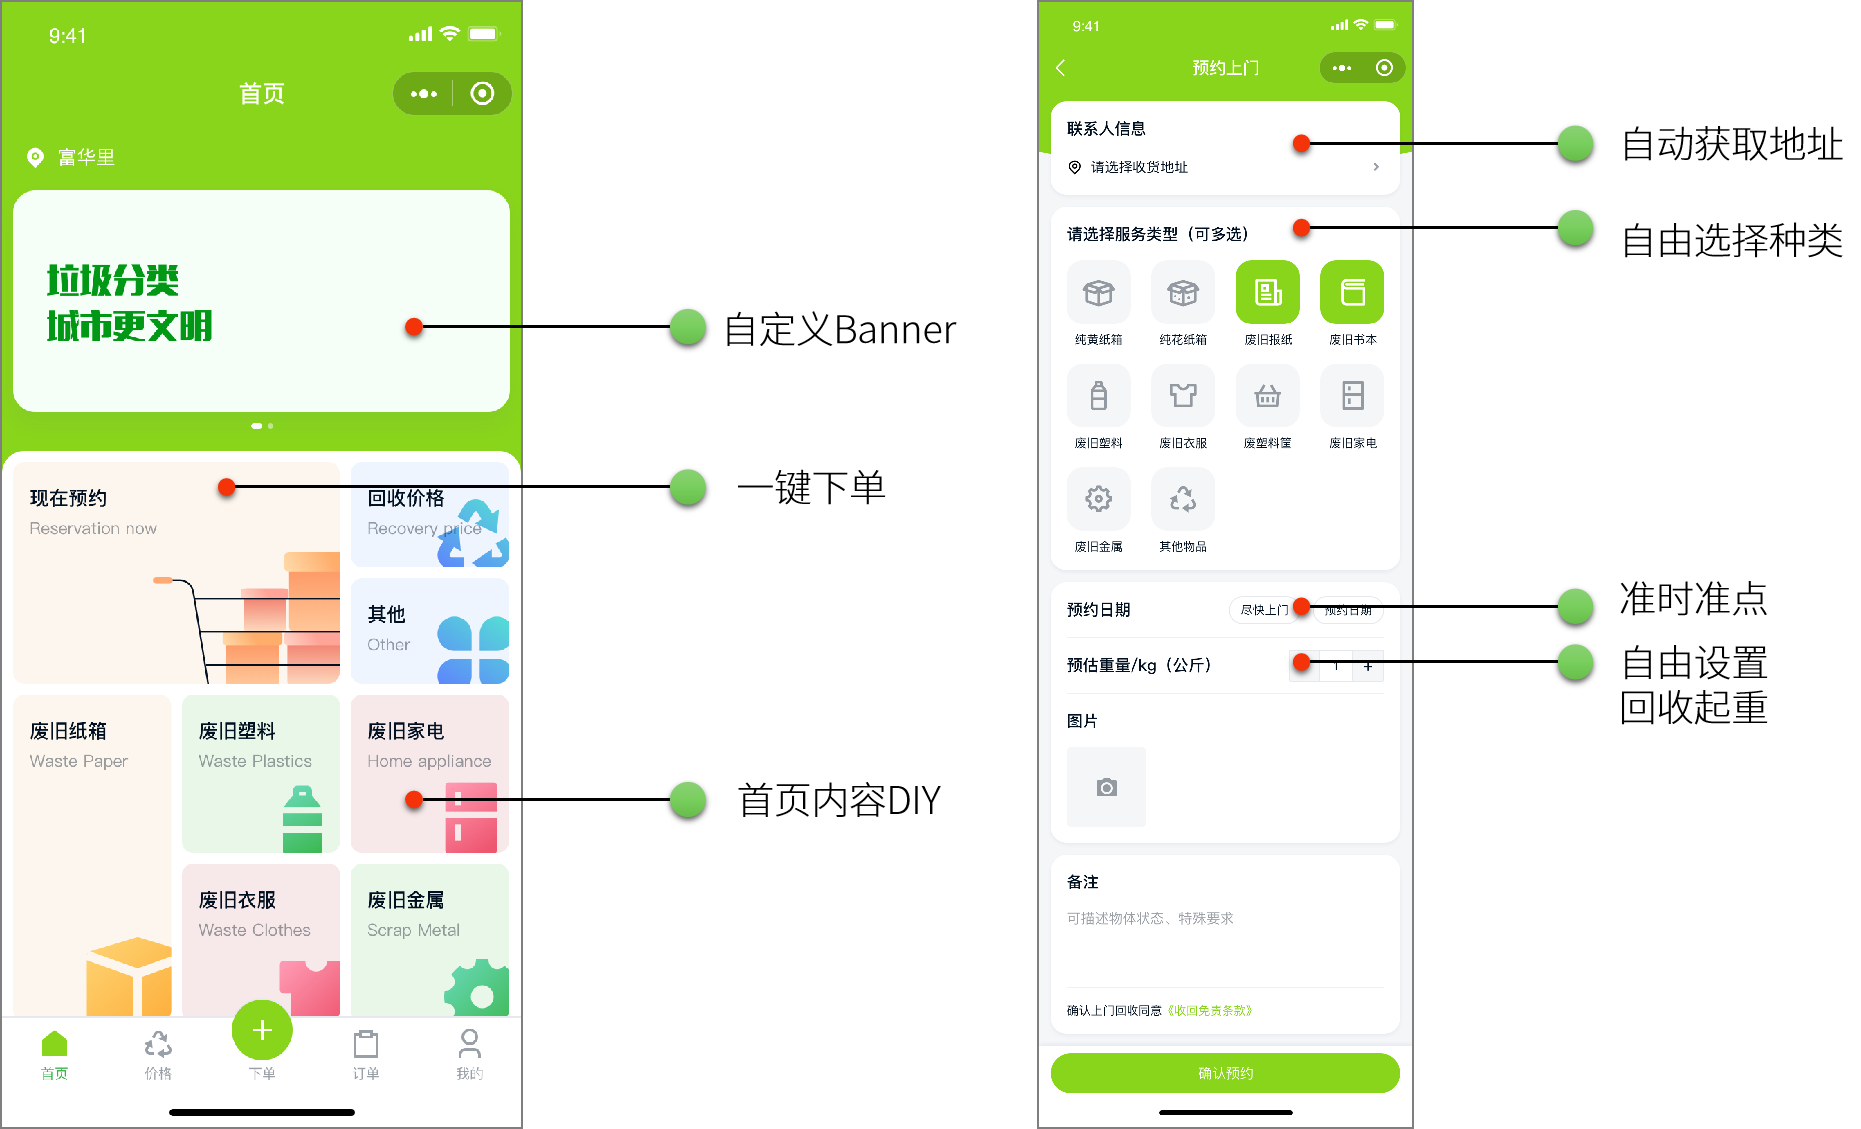 9:41
首页
富华里
垃圾分类
城市更文明
自定义Banner
现在预约
Reservation now
回收价格
Recovery price
一键下单
其他
Other
废旧纸箱
Waste Paper
废旧塑料
Waste Plastics
废旧家电
Home appliance
首页内容DIY
废旧衣服
Waste Clothes
废旧金属
Scrap Metal
首页
价格
下单
订单
我的
9:41
预约上门
联系人信息
请选择收货地址
自动获取地址
请选择服务类型（可多选）
自由选择种类
纯黄纸箱
纯花纸箱
废旧报纸
废旧书本
废旧塑料
废旧衣服
废塑料筐
废旧家电
废旧金属
其他物品
预约日期
尽快上门
预约日期
准时准点
预估重量/kg（公斤）
1
+
自由设置
回收起重
图片
备注
可描述物体状态、特殊要求
确认上门回收同意《收回免责条款》
确认预约